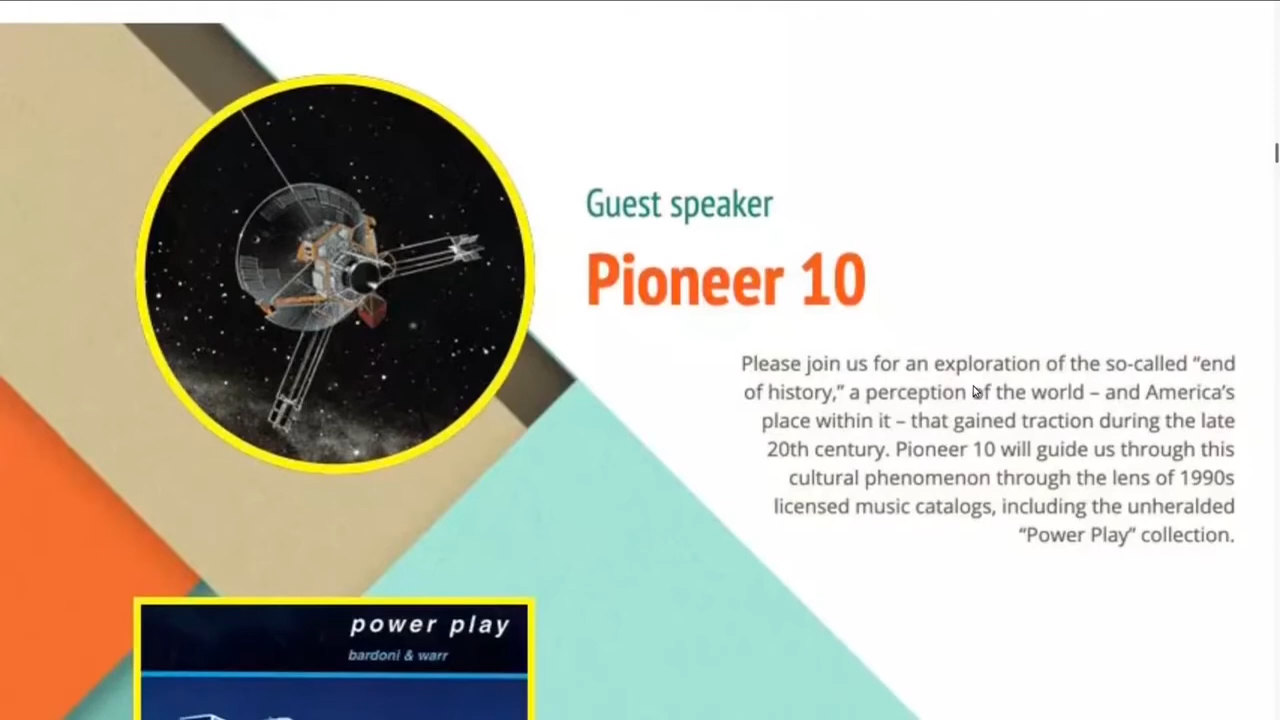 Guest speaker
Pioneer 10
Please join us for an exploration of the so-called “end
of history,” a perception of the world – and America’s
place within it – that gained traction during the late
20th century. Pioneer 10 will guide us through this
cultural phenomenon through the lens of 1990s
licensed music catalogs, including the unheralded
“Power Play” collection.
power play
bardoni & warr